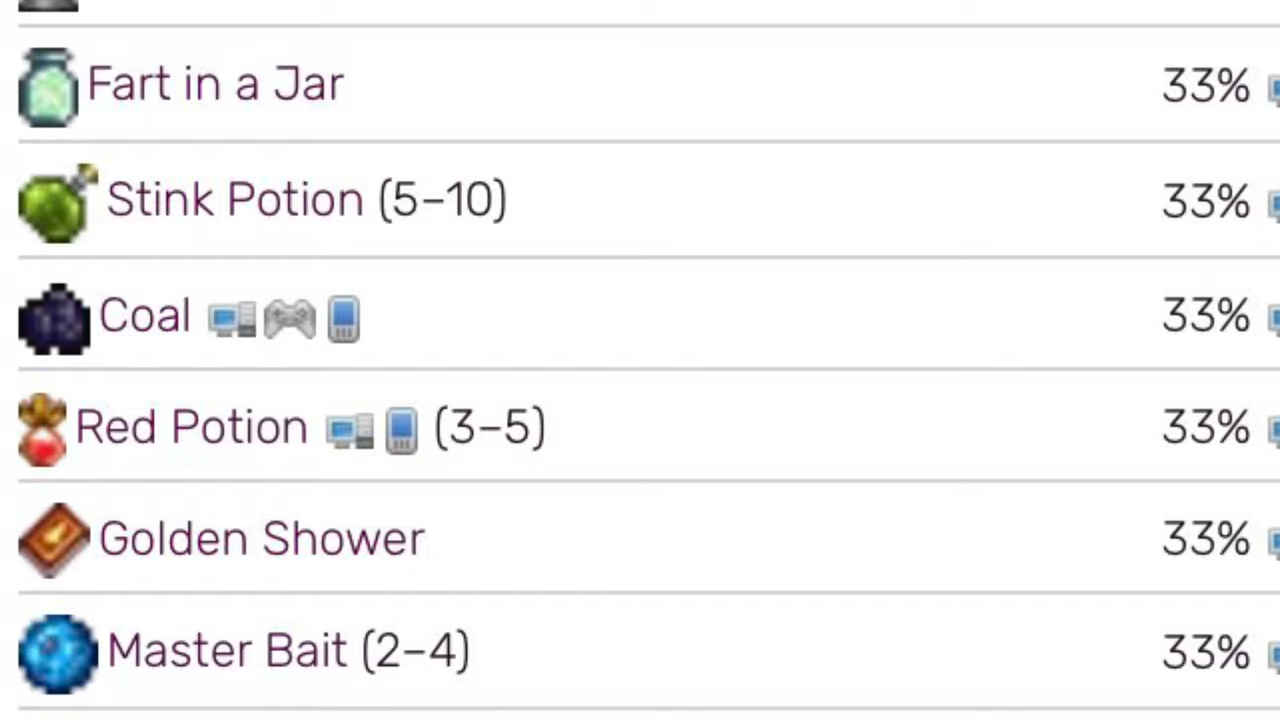 Fart in a Jar 33%
Stink Potion (5–10) 33%
Coal 33%
Red Potion (3–5) 33%
Golden Shower 33%
Master Bait (2–4) 33%